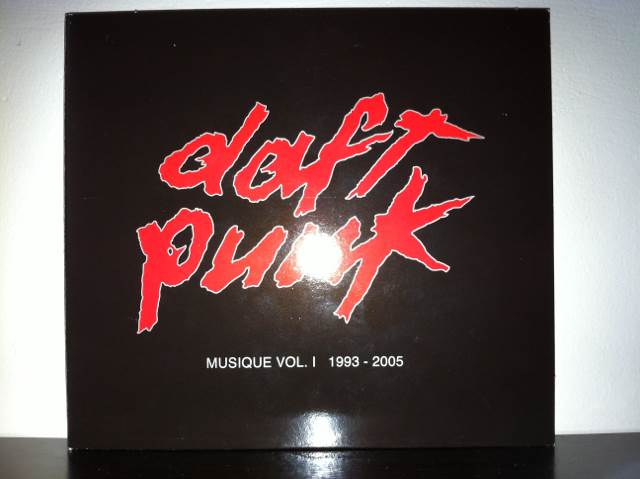 daft
punk
MUSIQUE VOL. I 1993 - 2005